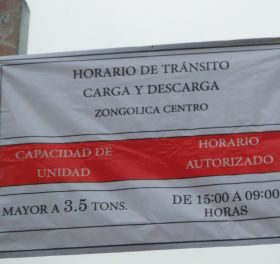 HORARIO DE TRÁNSITO
CARGA Y DESCARGA
ZONGOLICA CENTRO
CAPACIDAD DE UNIDAD
HORARIO AUTORIZADO
MAYOR A 3.5 TONS.
DE 15:00 A 09:00 HORAS